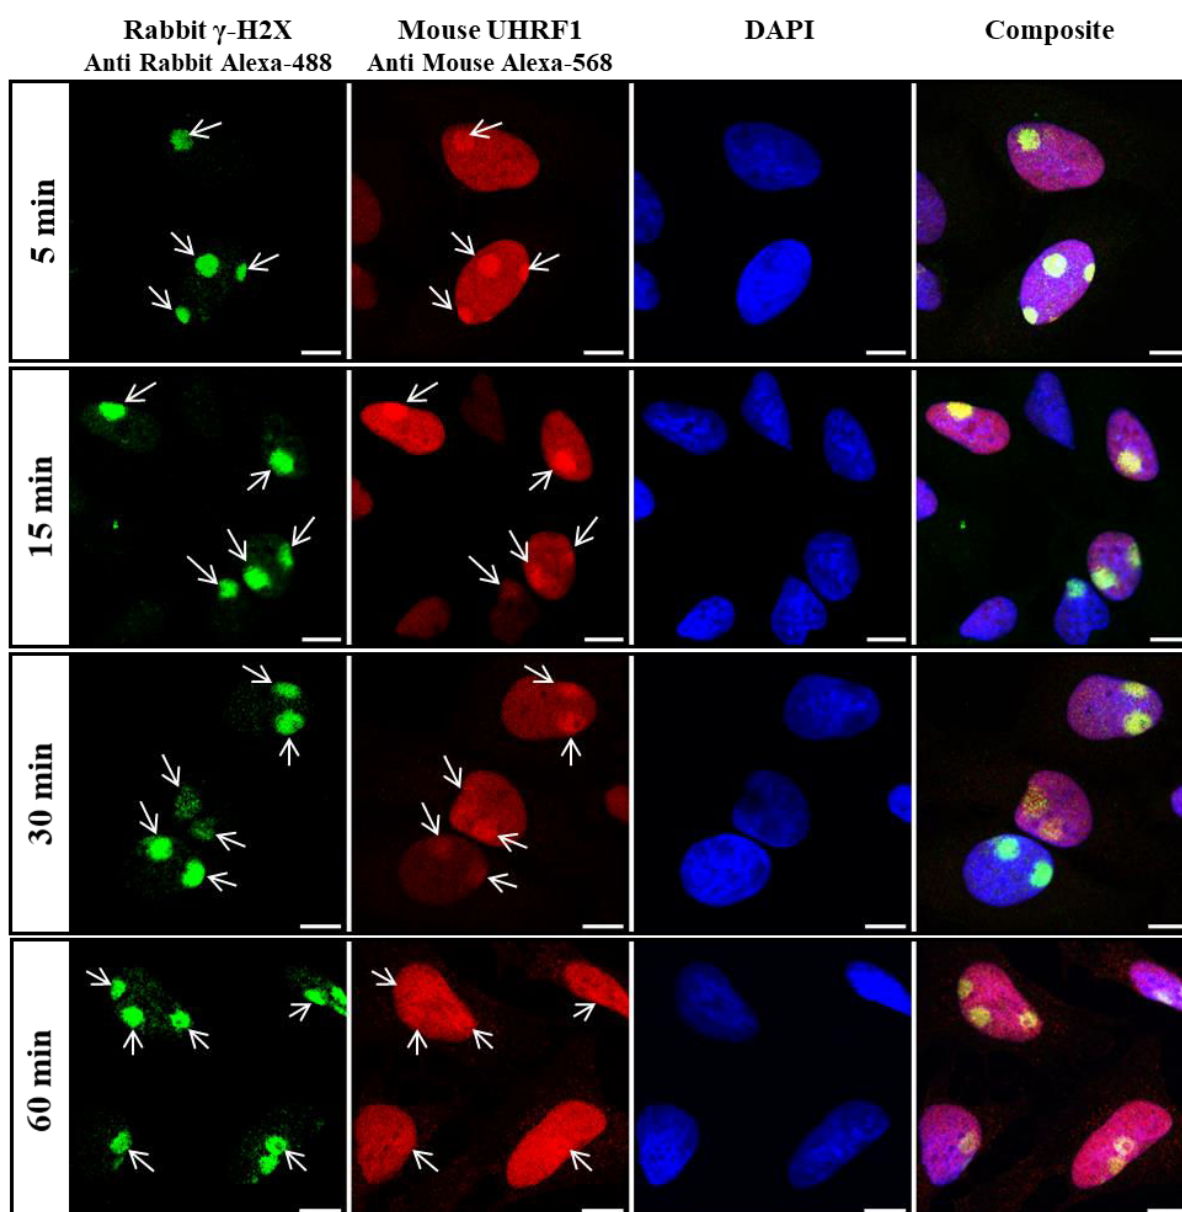 Rabbit γ-H2X
Anti Rabbit Alexa-488
Mouse UHRF1
Anti Mouse Alexa-568
DAPI
Composite
5 min
15 min
30 min
60 min